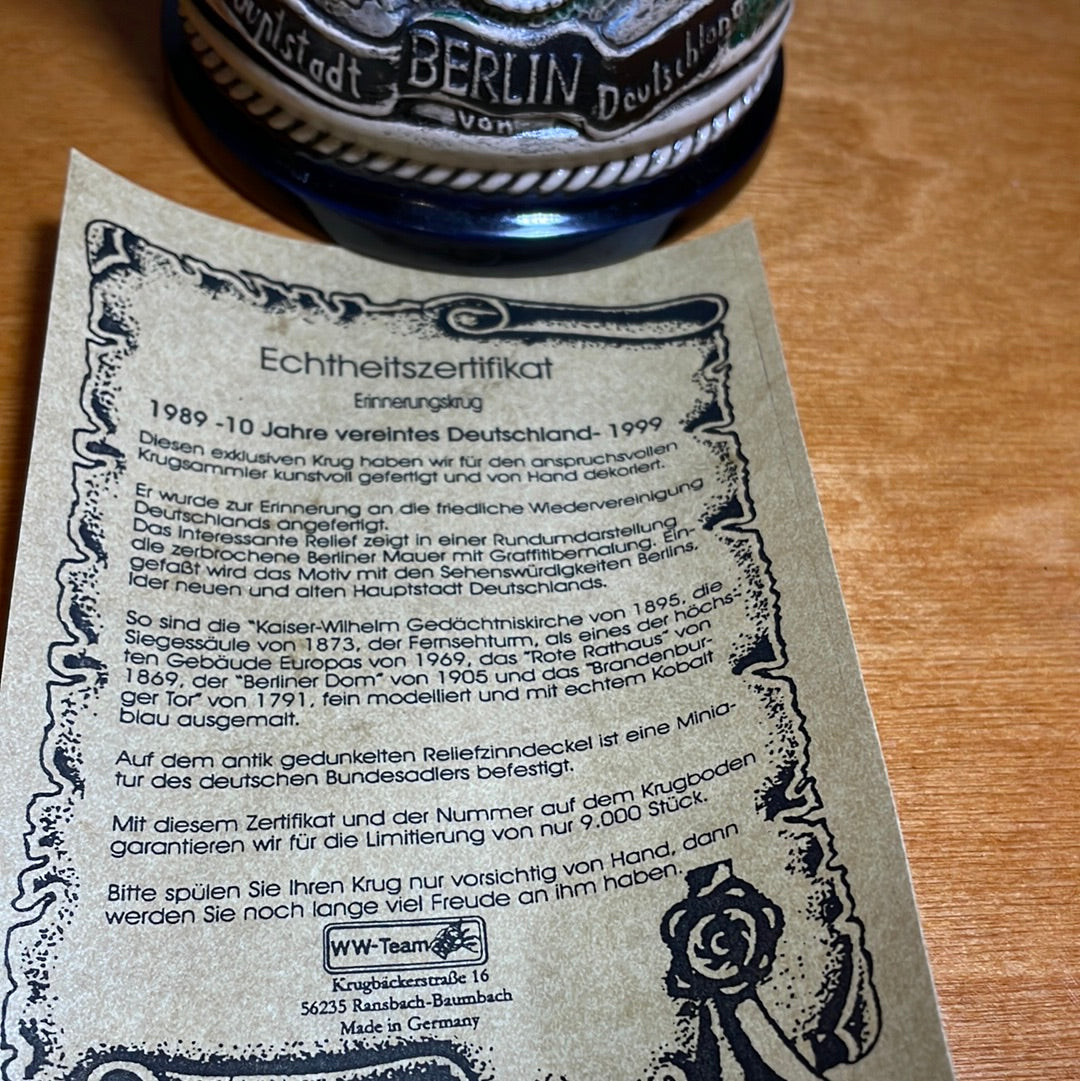 Hauptstadt BERLIN Deutschland
von
Echtheitszertifikat
Erinnerungskrug
1989 -10 Jahre vereintes Deutschland- 1999
Diesen exklusiven Krug haben wir für den anspruchsvollen
Krugsammler kunstvoll gefertigt und von Hand dekoriert.
Er wurde zur Erinnerung an die friedliche Wiedervereinigung
Deutschlands angefertigt.
Das interessante Relief zeigt in einer Rundumdarstellung
die zerbrochene Berliner Mauer mit Graffitibemalung. Ein-
gefaßt wird das Motiv mit den Sehenswürdigkeiten Berlins,
lder neuen und alten Hauptstadt Deutschlands.
So sind die "Kaiser-Wilhelm Gedächtniskirche von 1895, die
Siegessäule von 1873, der Fernsehturm, als eines der höchs-
ten Gebäude Europas von 1969, das "Rote Rathaus" von
1869, der "Berliner Dom" von 1905 und das "Brandenbur-
ger Tor" von 1791, fein modelliert und mit echtem Kobalt
blau ausgemalt.
Auf dem antik gedunkelten Reliefzinndeckel ist eine Minia-
tur des deutschen Bundesadlers befestigt.
Mit diesem Zertifikat und der Nummer auf dem Krugboden
garantieren wir für die Limitierung von nur 9.000 Stück.
Bitte spülen Sie Ihren Krug nur vorsichtig von Hand, dann
werden Sie noch lange viel Freude an ihm haben.
WW-Team
Krugbäckerstraße 16
56235 Ransbach-Baumbach
Made in Germany